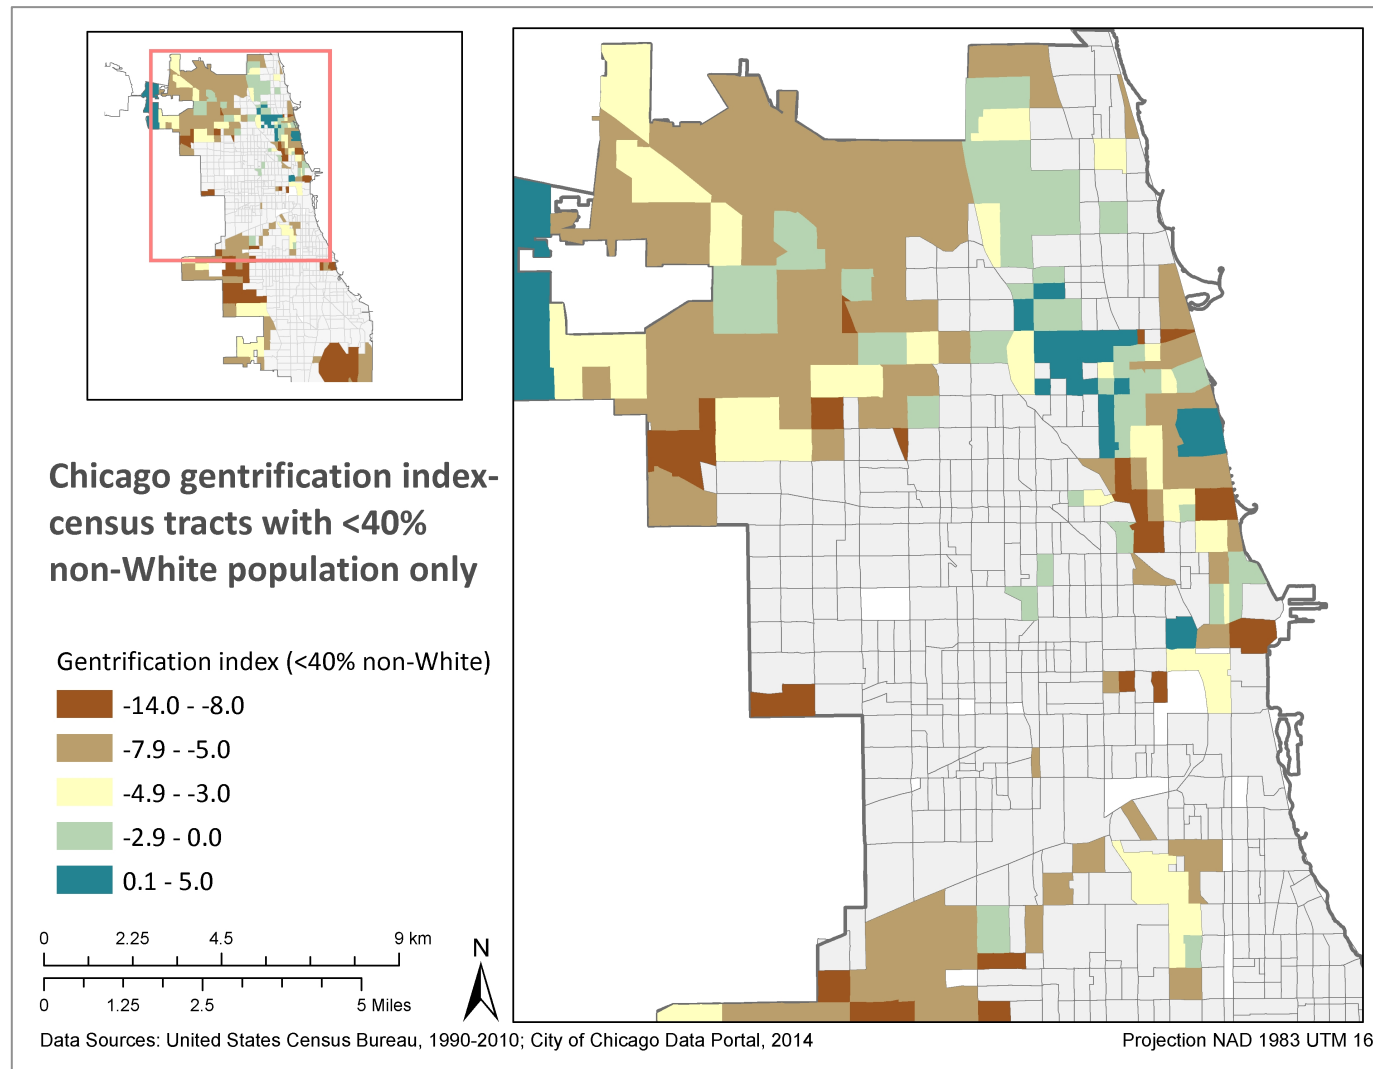 Chicago gentrification index-
census tracts with <40%
non-White population only
Gentrification index (<40% non-White)
-14.0 - -8.0
-7.9 - -5.0
-4.9 - -3.0
-2.9 - 0.0
0.1 - 5.0
0 2.25 4.5 9 km
0 1.25 2.5 5 Miles
N
Data Sources: United States Census Bureau, 1990-2010; City of Chicago Data Portal, 2014
Projection NAD 1983 UTM 16